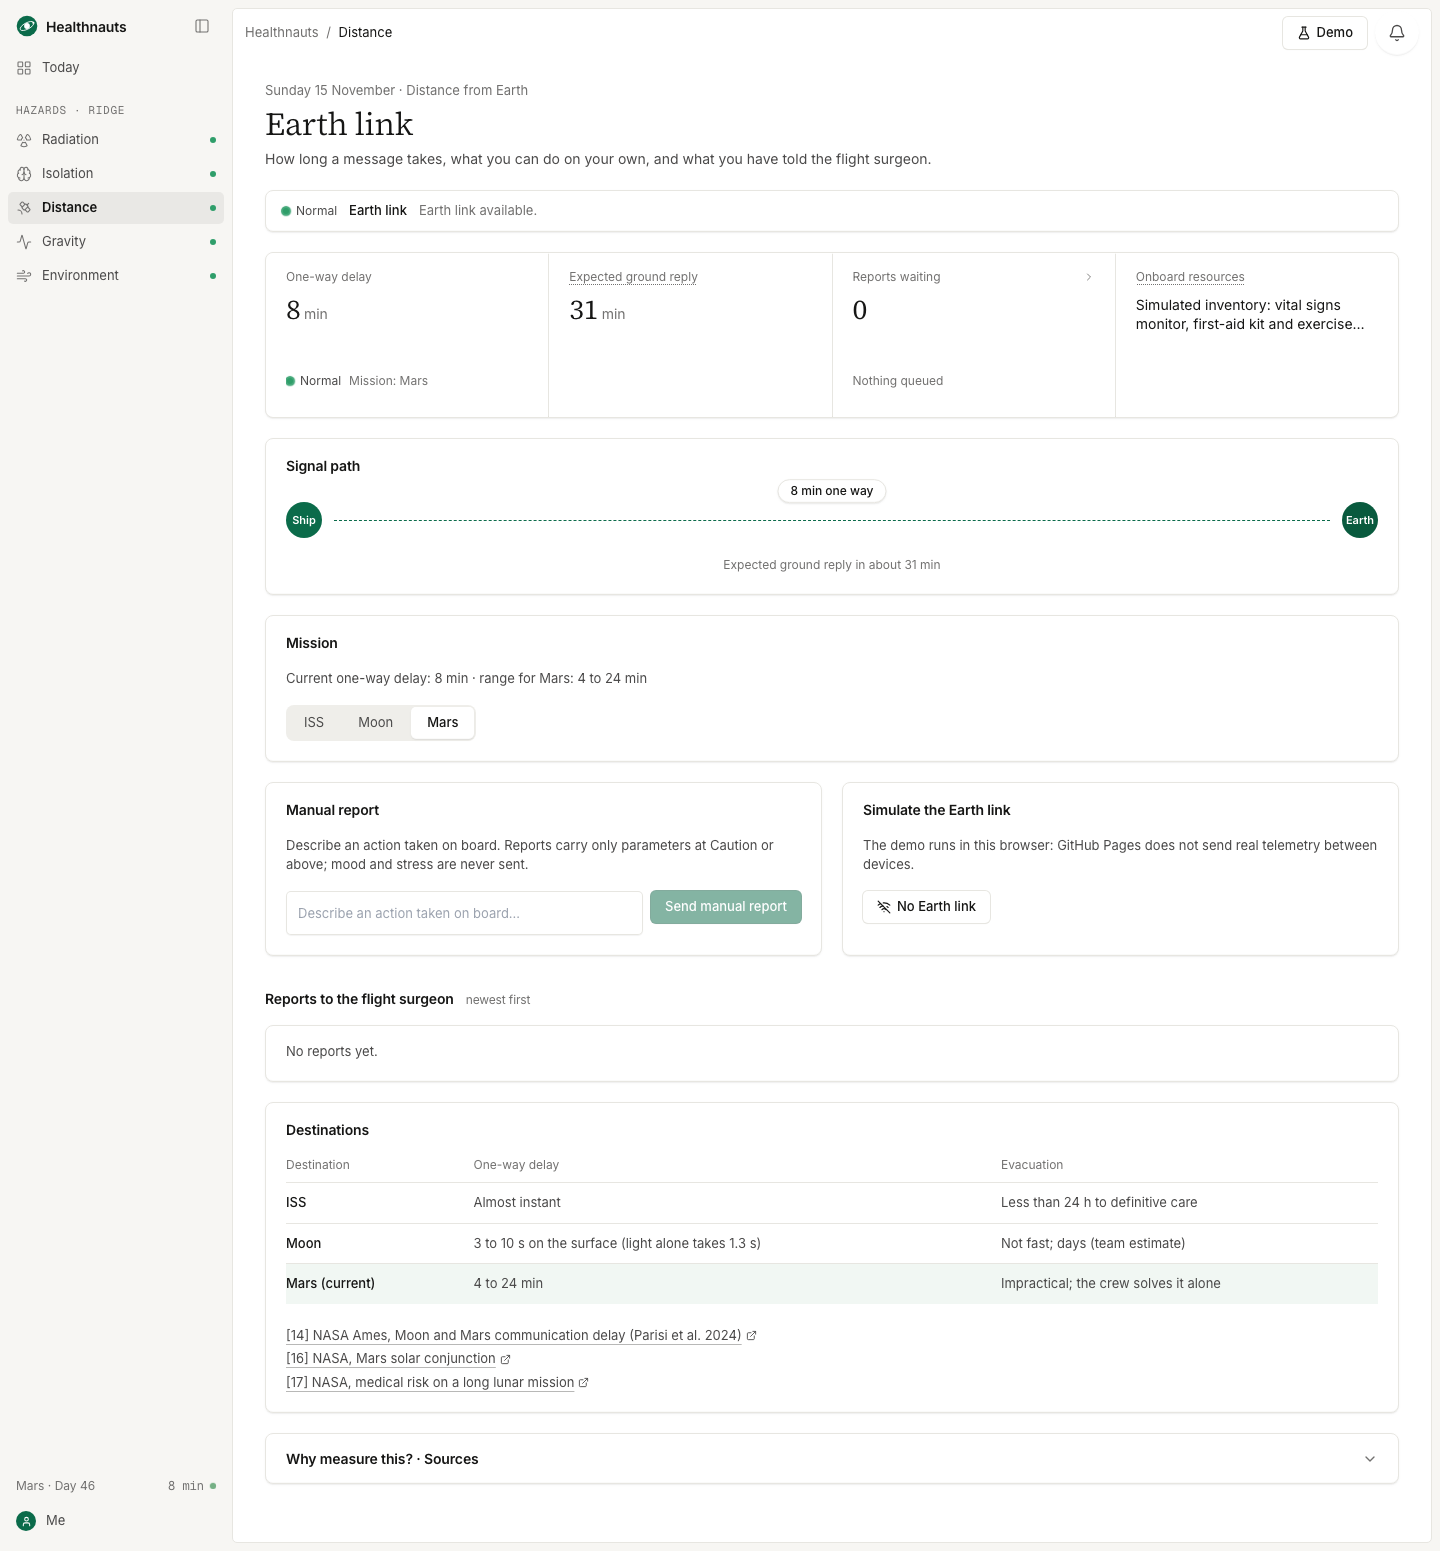 Healthnauts
Today
HAZARDS · RIDGE
Radiation
Isolation
Distance
Gravity
Environment
Mars · Day 46
8 min
Me
Healthnauts / Distance
Demo
Sunday 15 November · Distance from Earth
Earth link
How long a message takes, what you can do on your own, and what you have told the flight surgeon.
Normal Earth link Earth link available.
One-way delay
8 min
Normal Mission: Mars
Expected ground reply
31 min
Reports waiting
0
Nothing queued
Onboard resources
Simulated inventory: vital signs
monitor, first-aid kit and exercise...
Signal path
8 min one way
Ship
Earth
Expected ground reply in about 31 min
Mission
Current one-way delay: 8 min · range for Mars: 4 to 24 min
ISS Moon Mars
Manual report
Describe an action taken on board. Reports carry only parameters at Caution or
above; mood and stress are never sent.
Describe an action taken on board...
Send manual report
Simulate the Earth link
The demo runs in this browser: GitHub Pages does not send real telemetry between
devices.
No Earth link
Reports to the flight surgeon newest first
No reports yet.
Destinations
Destination One-way delay Evacuation
ISS Almost instant Less than 24 h to definitive care
Moon 3 to 10 s on the surface (light alone takes 1.3 s) Not fast; days (team estimate)
Mars (current) 4 to 24 min Impractical; the crew solves it alone
[14] NASA Ames, Moon and Mars communication delay (Parisi et al. 2024)
[16] NASA, Mars solar conjunction
[17] NASA, medical risk on a long lunar mission
Why measure this? · Sources